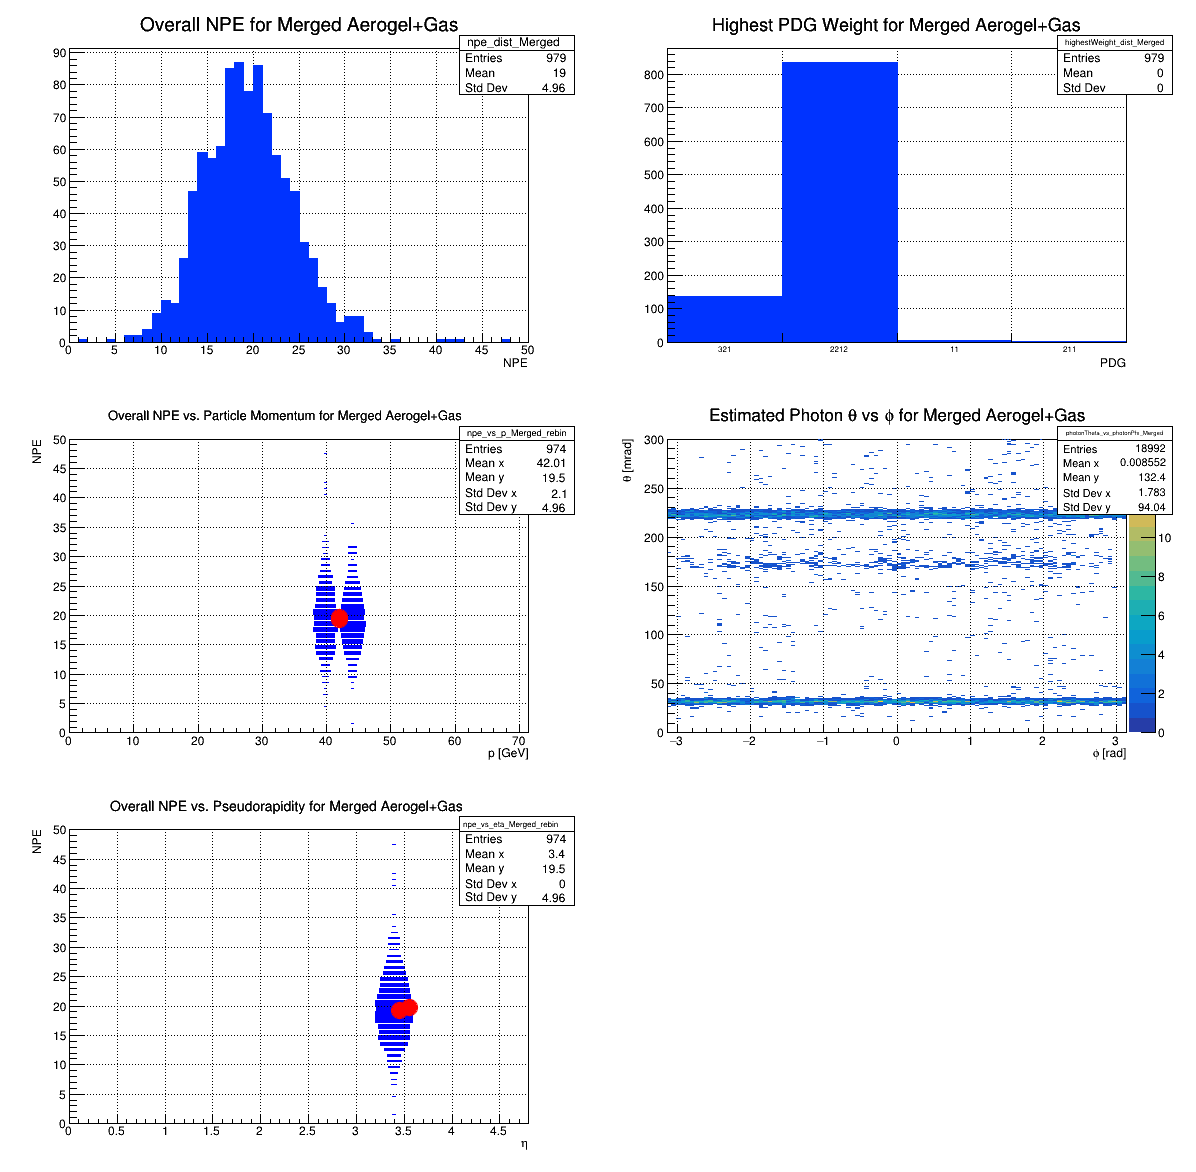 Overall NPE for Merged Aerogel+Gas
npe_dist_Merged
Entries 979
Mean 19
Std Dev 4.96
90
80
70
60
50
40
30
20
10
0
0 5 10 15 20 25 30 35 40 45 50
NPE
Highest PDG Weight for Merged Aerogel+Gas
highestWeight_dist_Merged
Entries 979
Mean 0
Std Dev 0
800
700
600
500
400
300
200
100
0
321 2212 11 211
PDG
Overall NPE vs. Particle Momentum for Merged Aerogel+Gas
npe_vs_p_Merged_rebin
Entries 974
Mean x 42.01
Mean y 19.5
Std Dev x 2.1
Std Dev y 4.96
NPE
50
45
40
35
30
25
20
15
10
5
0
0 10 20 30 40 50 60 70
p [GeV]
Estimated Photon θ vs ϕ for Merged Aerogel+Gas
photonTheta_vs_photonPhi_Merged
Entries 18992
Mean x 0.008552
Mean y 132.4
Std Dev x 1.783
Std Dev y 94.04
θ [mrad]
300
250
200
150
100
50
0
−3 −2 −1 0 1 2 3
ϕ [rad]
10
8
6
4
2
0
Overall NPE vs. Pseudorapidity for Merged Aerogel+Gas
npe_vs_eta_Merged_rebin
Entries 974
Mean x 3.4
Mean y 19.5
Std Dev x 0
Std Dev y 4.96
NPE
50
45
40
35
30
25
20
15
10
5
0
0 0.5 1 1.5 2 2.5 3 3.5 4 4.5
η